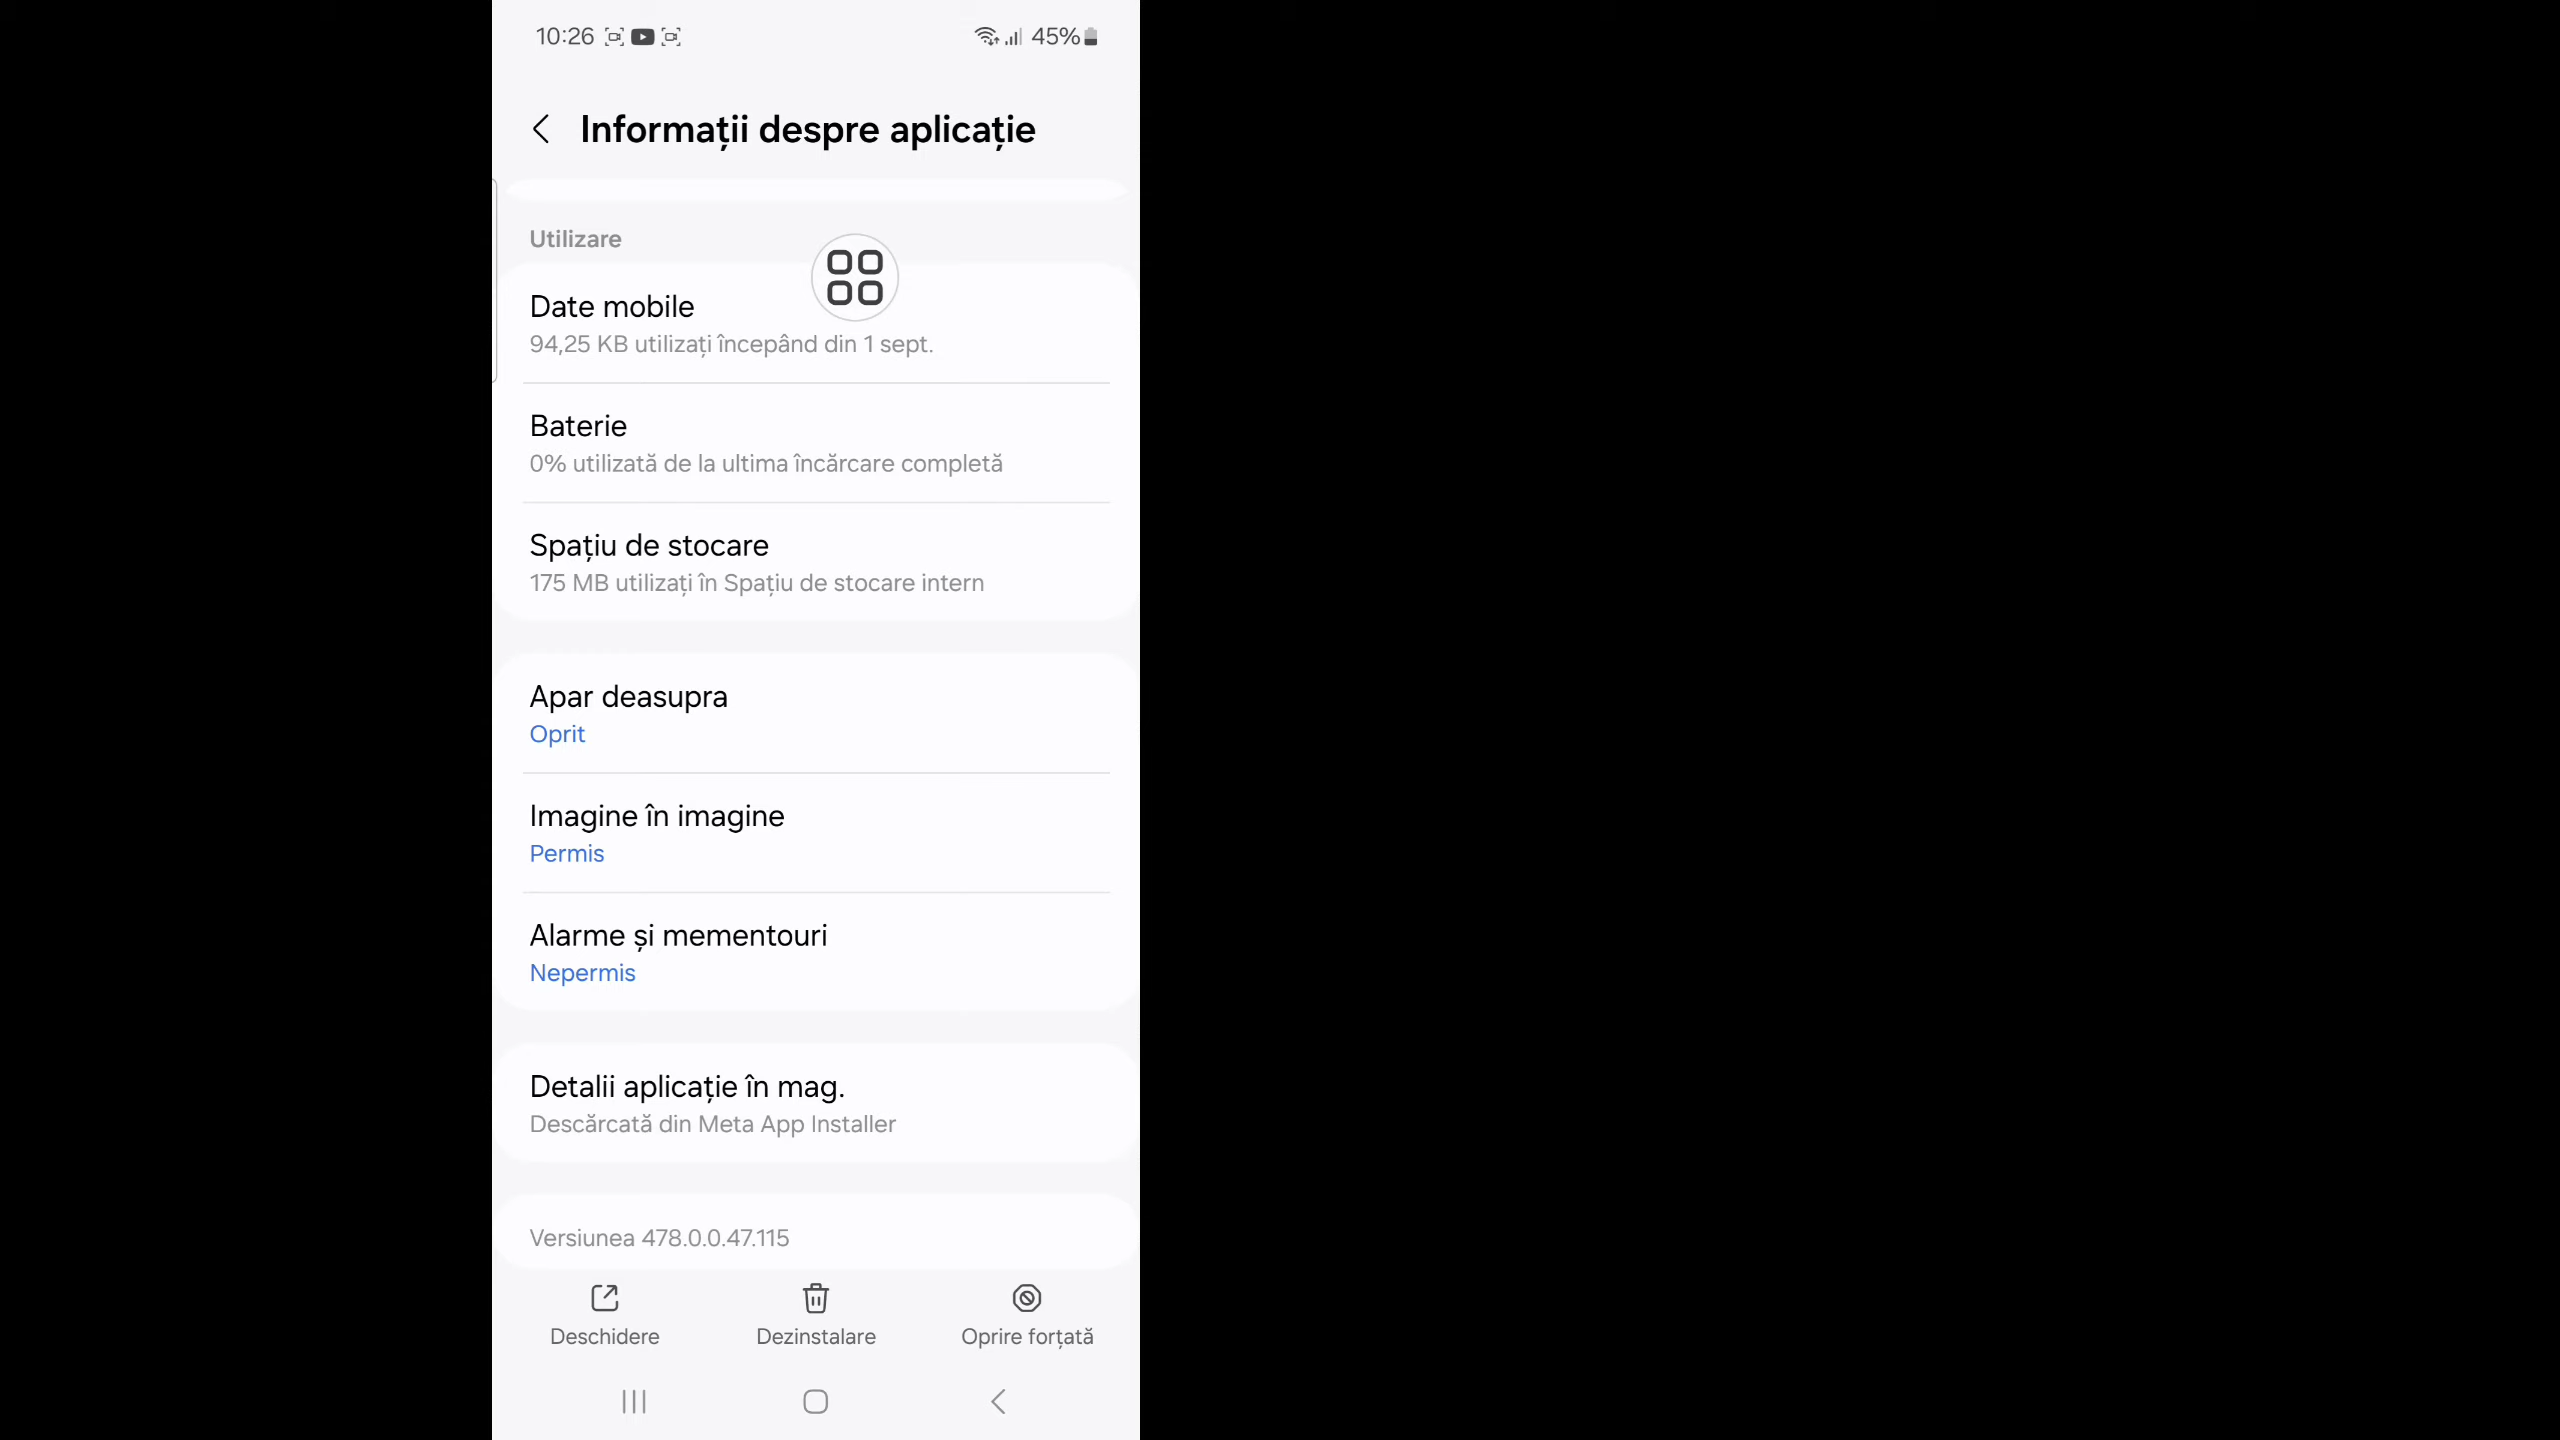 10:26
45%
Informații despre aplicație
Utilizare
Date mobile
94,25 KB utilizați începând din 1 sept.
Baterie
0% utilizată de la ultima încărcare completă
Spațiu de stocare
175 MB utilizați în Spațiu de stocare intern
Apar deasupra
Oprit
Imagine în imagine
Permis
Alarme și mementouri
Nepermis
Detalii aplicație în mag.
Descărcată din Meta App Installer
Versiunea 478.0.0.47.115
Deschidere
Dezinstalare
Oprire forțată